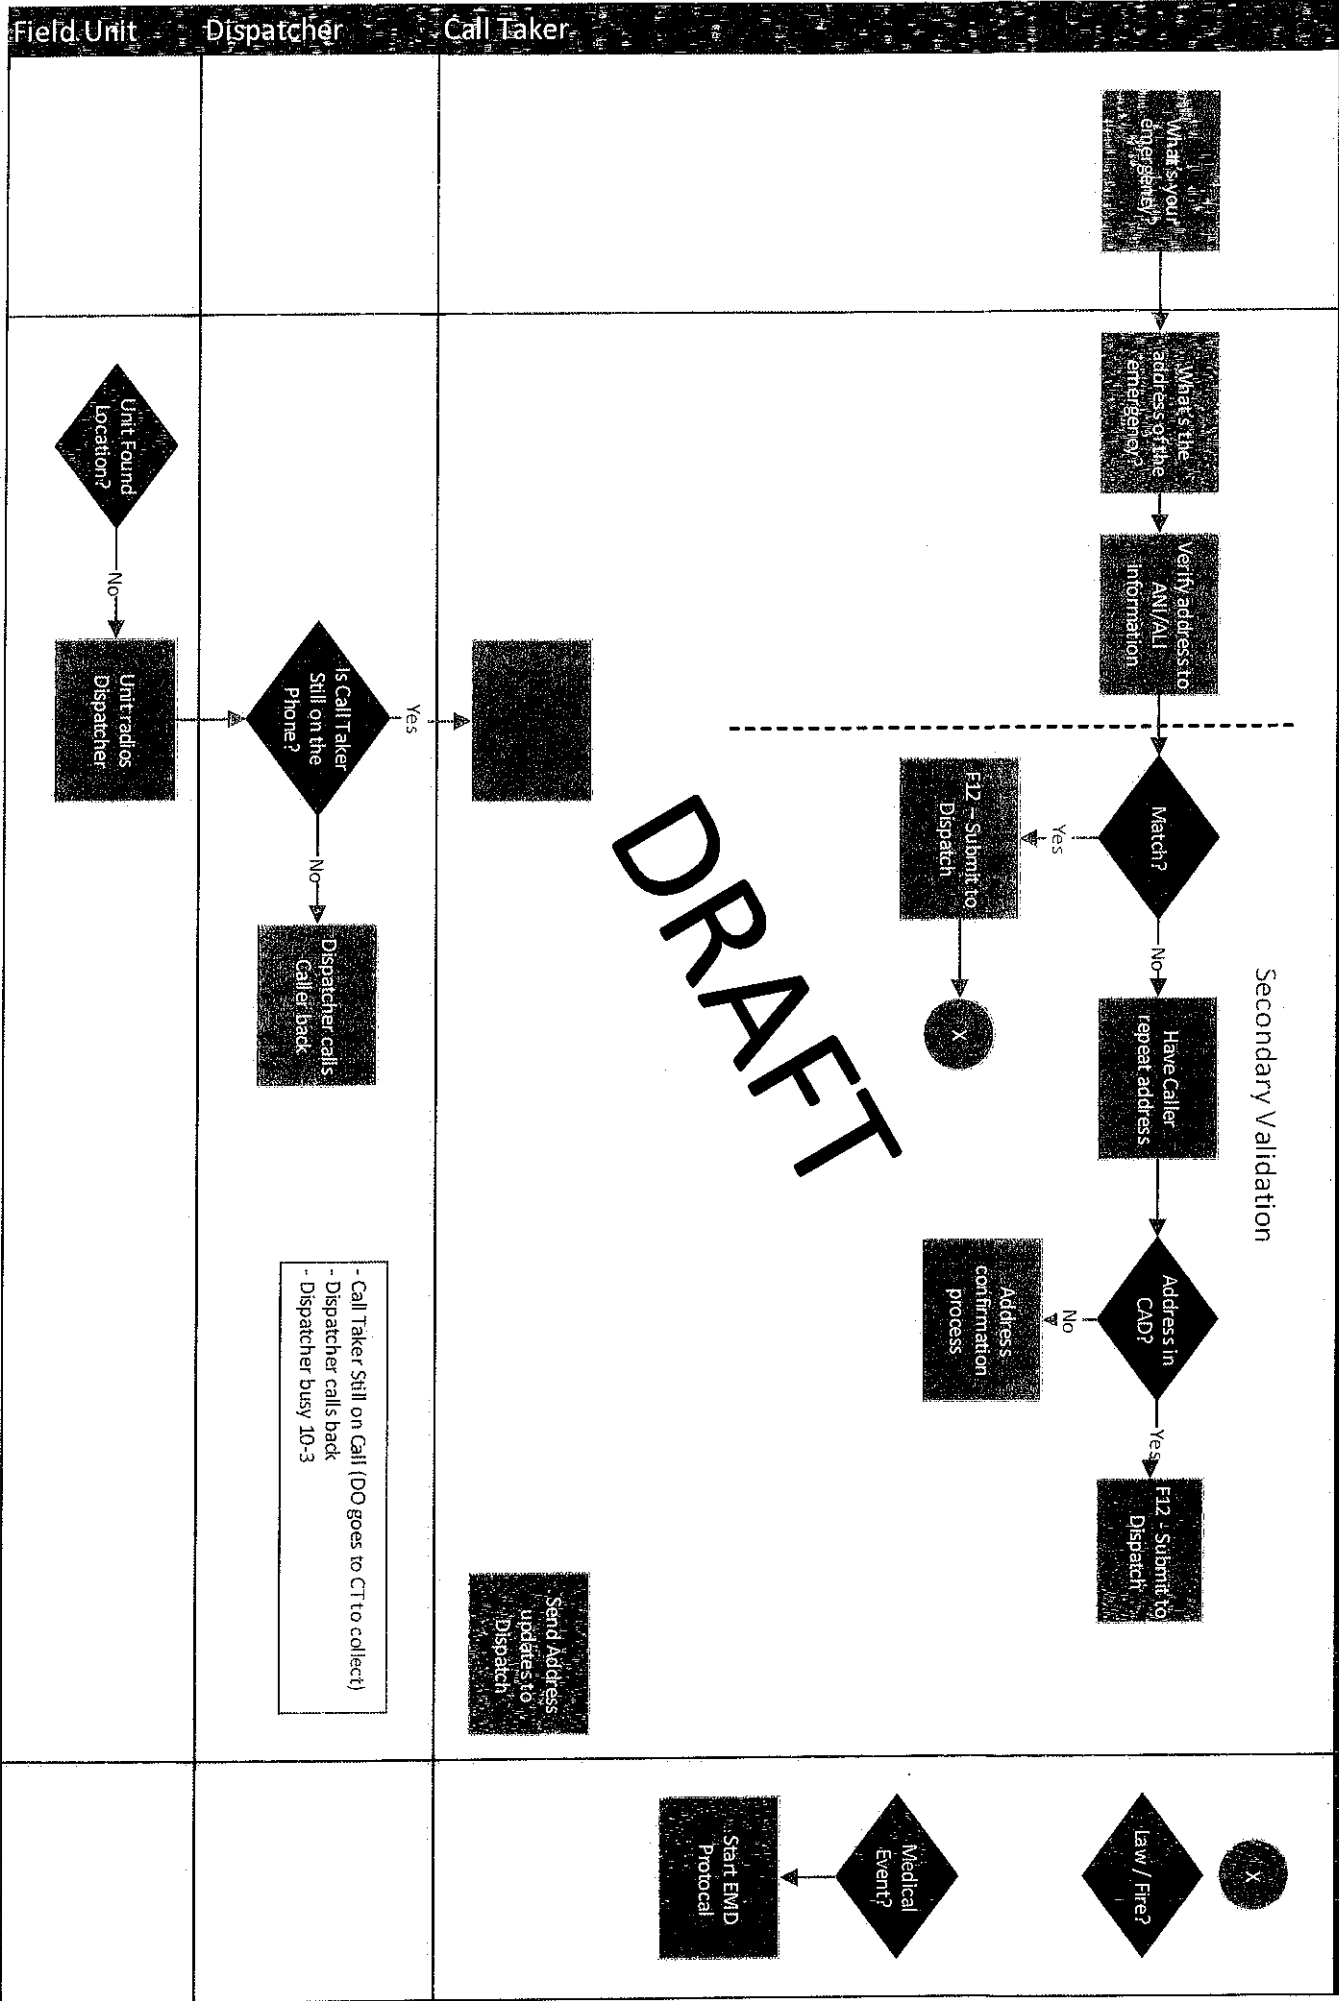 Call Taker
Dispatcher
Field Unit
What's your
emergency?
What's the
address of the
emergency?
Verify address to
ANI/ALI
information
Secondary Validation
Match?
Yes
No
F12 – Submit to
Dispatch
X
Have Caller
repeat address
Address in
CAD?
No
Yes
Address
confirmation
process
F12 - Submit to
Dispatch
X
Law / Fire?
Medical
Event?
Start EMD
Protocal
DRAFT
Send Address
updates to
Dispatch
Is Call Taker
Still on the
Phone?
Yes
No
Dispatcher calls
Caller back
- Call Taker Still on Call (DO goes to CT to collect)
- Dispatcher calls back
- Dispatcher busy 10-3
Unit Found
Location?
No
Unit radios
Dispatcher